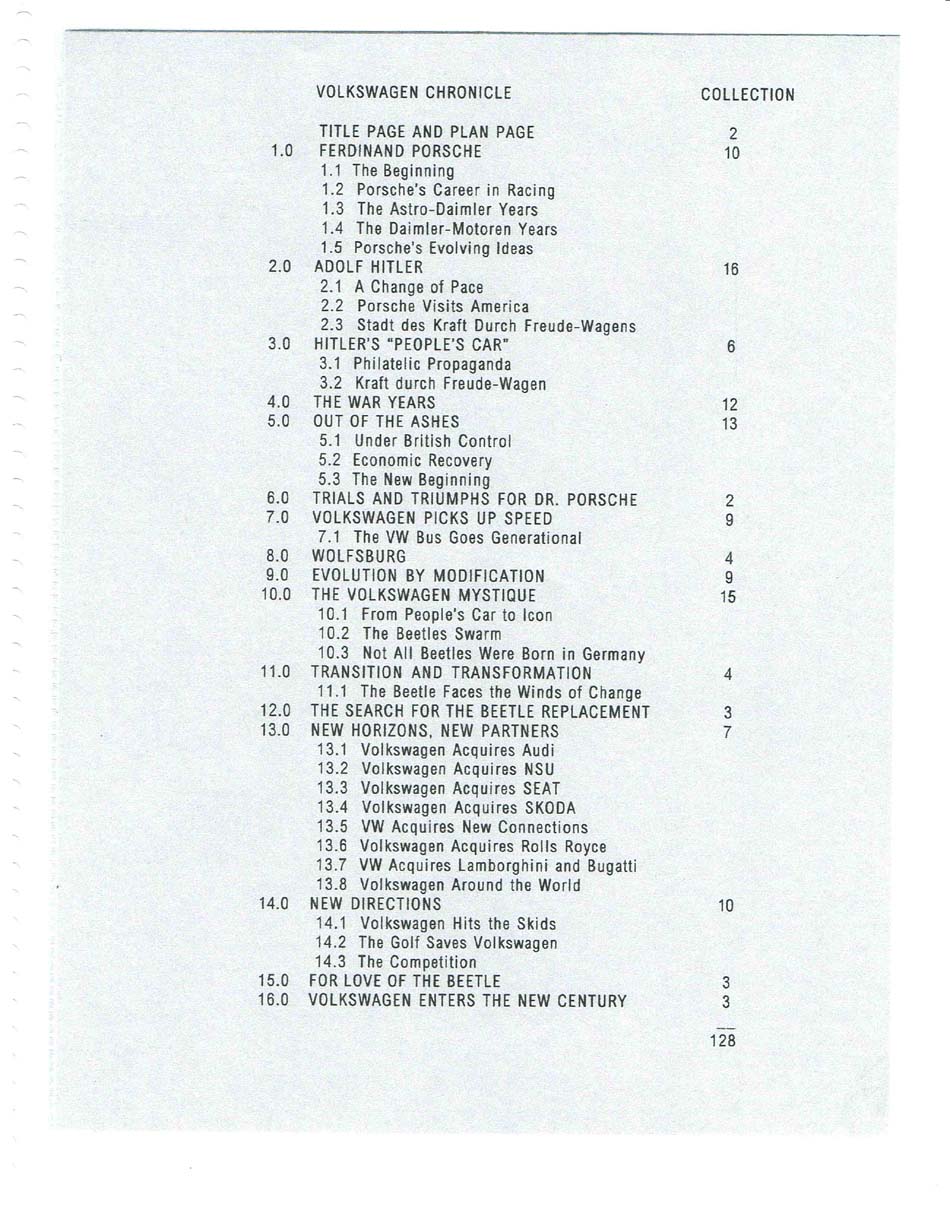 VOLKSWAGEN CHRONICLE COLLECTION
TITLE PAGE AND PLAN PAGE 2
1.0 FERDINAND PORSCHE 10
1.1 The Beginning
1.2 Porsche's Career in Racing
1.3 The Astro-Daimler Years
1.4 The Daimler-Motoren Years
1.5 Porsche's Evolving Ideas
2.0 ADOLF HITLER 16
2.1 A Change of Pace
2.2 Porsche Visits America
2.3 Stadt des Kraft Durch Freude-Wagens
3.0 HITLER'S "PEOPLE'S CAR" 6
3.1 Philatelic Propaganda
3.2 Kraft durch Freude-Wagen
4.0 THE WAR YEARS 12
5.0 OUT OF THE ASHES 13
5.1 Under British Control
5.2 Economic Recovery
5.3 The New Beginning
6.0 TRIALS AND TRIUMPHS FOR DR. PORSCHE 2
7.0 VOLKSWAGEN PICKS UP SPEED 9
7.1 The VW Bus Goes Generational
8.0 WOLFSBURG 4
9.0 EVOLUTION BY MODIFICATION 9
10.0 THE VOLKSWAGEN MYSTIQUE 15
10.1 From People's Car to Icon
10.2 The Beetles Swarm
10.3 Not All Beetles Were Born in Germany
11.0 TRANSITION AND TRANSFORMATION 4
11.1 The Beetle Faces the Winds of Change
12.0 THE SEARCH FOR THE BEETLE REPLACEMENT 3
13.0 NEW HORIZONS, NEW PARTNERS 7
13.1 Volkswagen Acquires Audi
13.2 Volkswagen Acquires NSU
13.3 Volkswagen Acquires SEAT
13.4 Volkswagen Acquires SKODA
13.5 VW Acquires New Connections
13.6 Volkswagen Acquires Rolls Royce
13.7 VW Acquires Lamborghini and Bugatti
13.8 Volkswagen Around the World
14.0 NEW DIRECTIONS 10
14.1 Volkswagen Hits the Skids
14.2 The Golf Saves Volkswagen
14.3 The Competition
15.0 FOR LOVE OF THE BEETLE 3
16.0 VOLKSWAGEN ENTERS THE NEW CENTURY 3
128